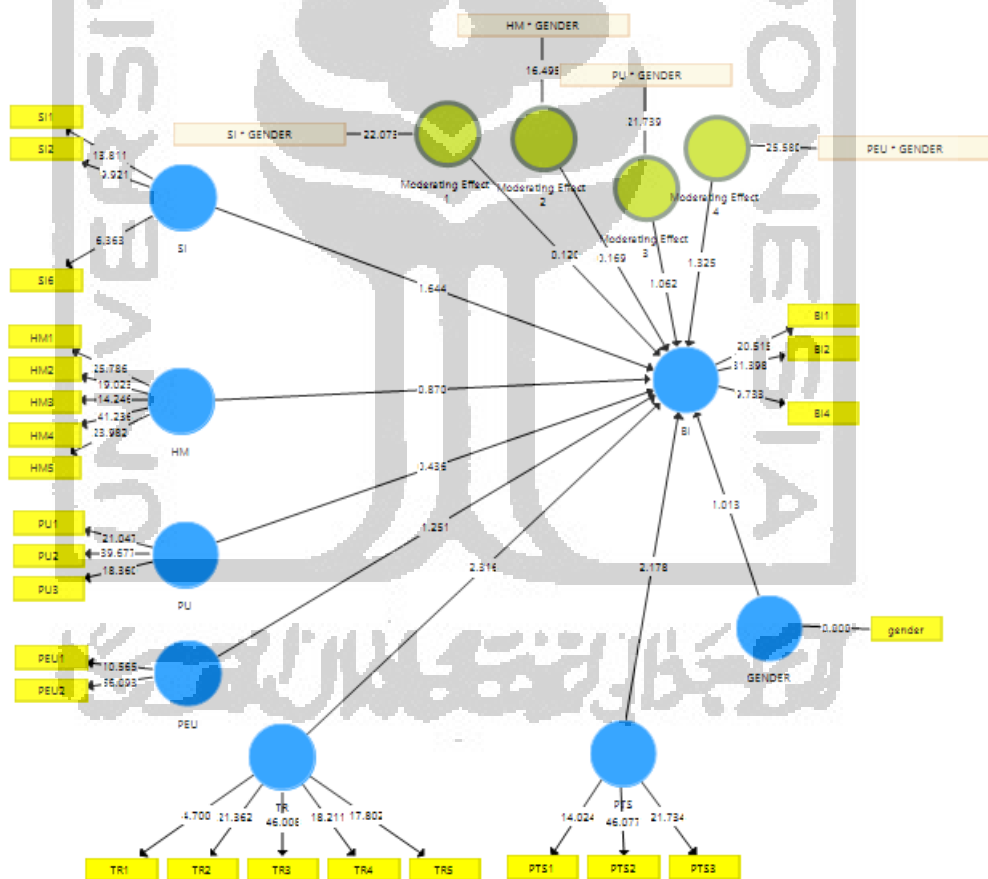 HM * GENDER
16.495
PU * GENDER
21.739
SI * GENDER
22.073
25.580
PEU * GENDER
Moderating Effect
1
Moderating Effect
2
Moderating Effect
3
Moderating Effect
4
SI1
SI2
SI6
13.811
6.363
SI
1.644
0.169
1.062
1.325
HM1
HM2
HM3
HM4
HM5
25.786
19.023
14.246
41.236
23.982
HM
0.870
BI1
BI2
BI4
20.515
31.398
BI
PU1
PU2
PU3
21.047
39.677
18.360
PU
0.436
1.013
PEU1
PEU2
10.565
PEU
1.251
2.316
2.178
gender
0.000
GENDER
TR
21.362
46.006
18.211
17.802
TR1
TR2
TR3
TR4
TR5
PTS
14.024
46.077
21.734
PTS1
PTS2
PTS3